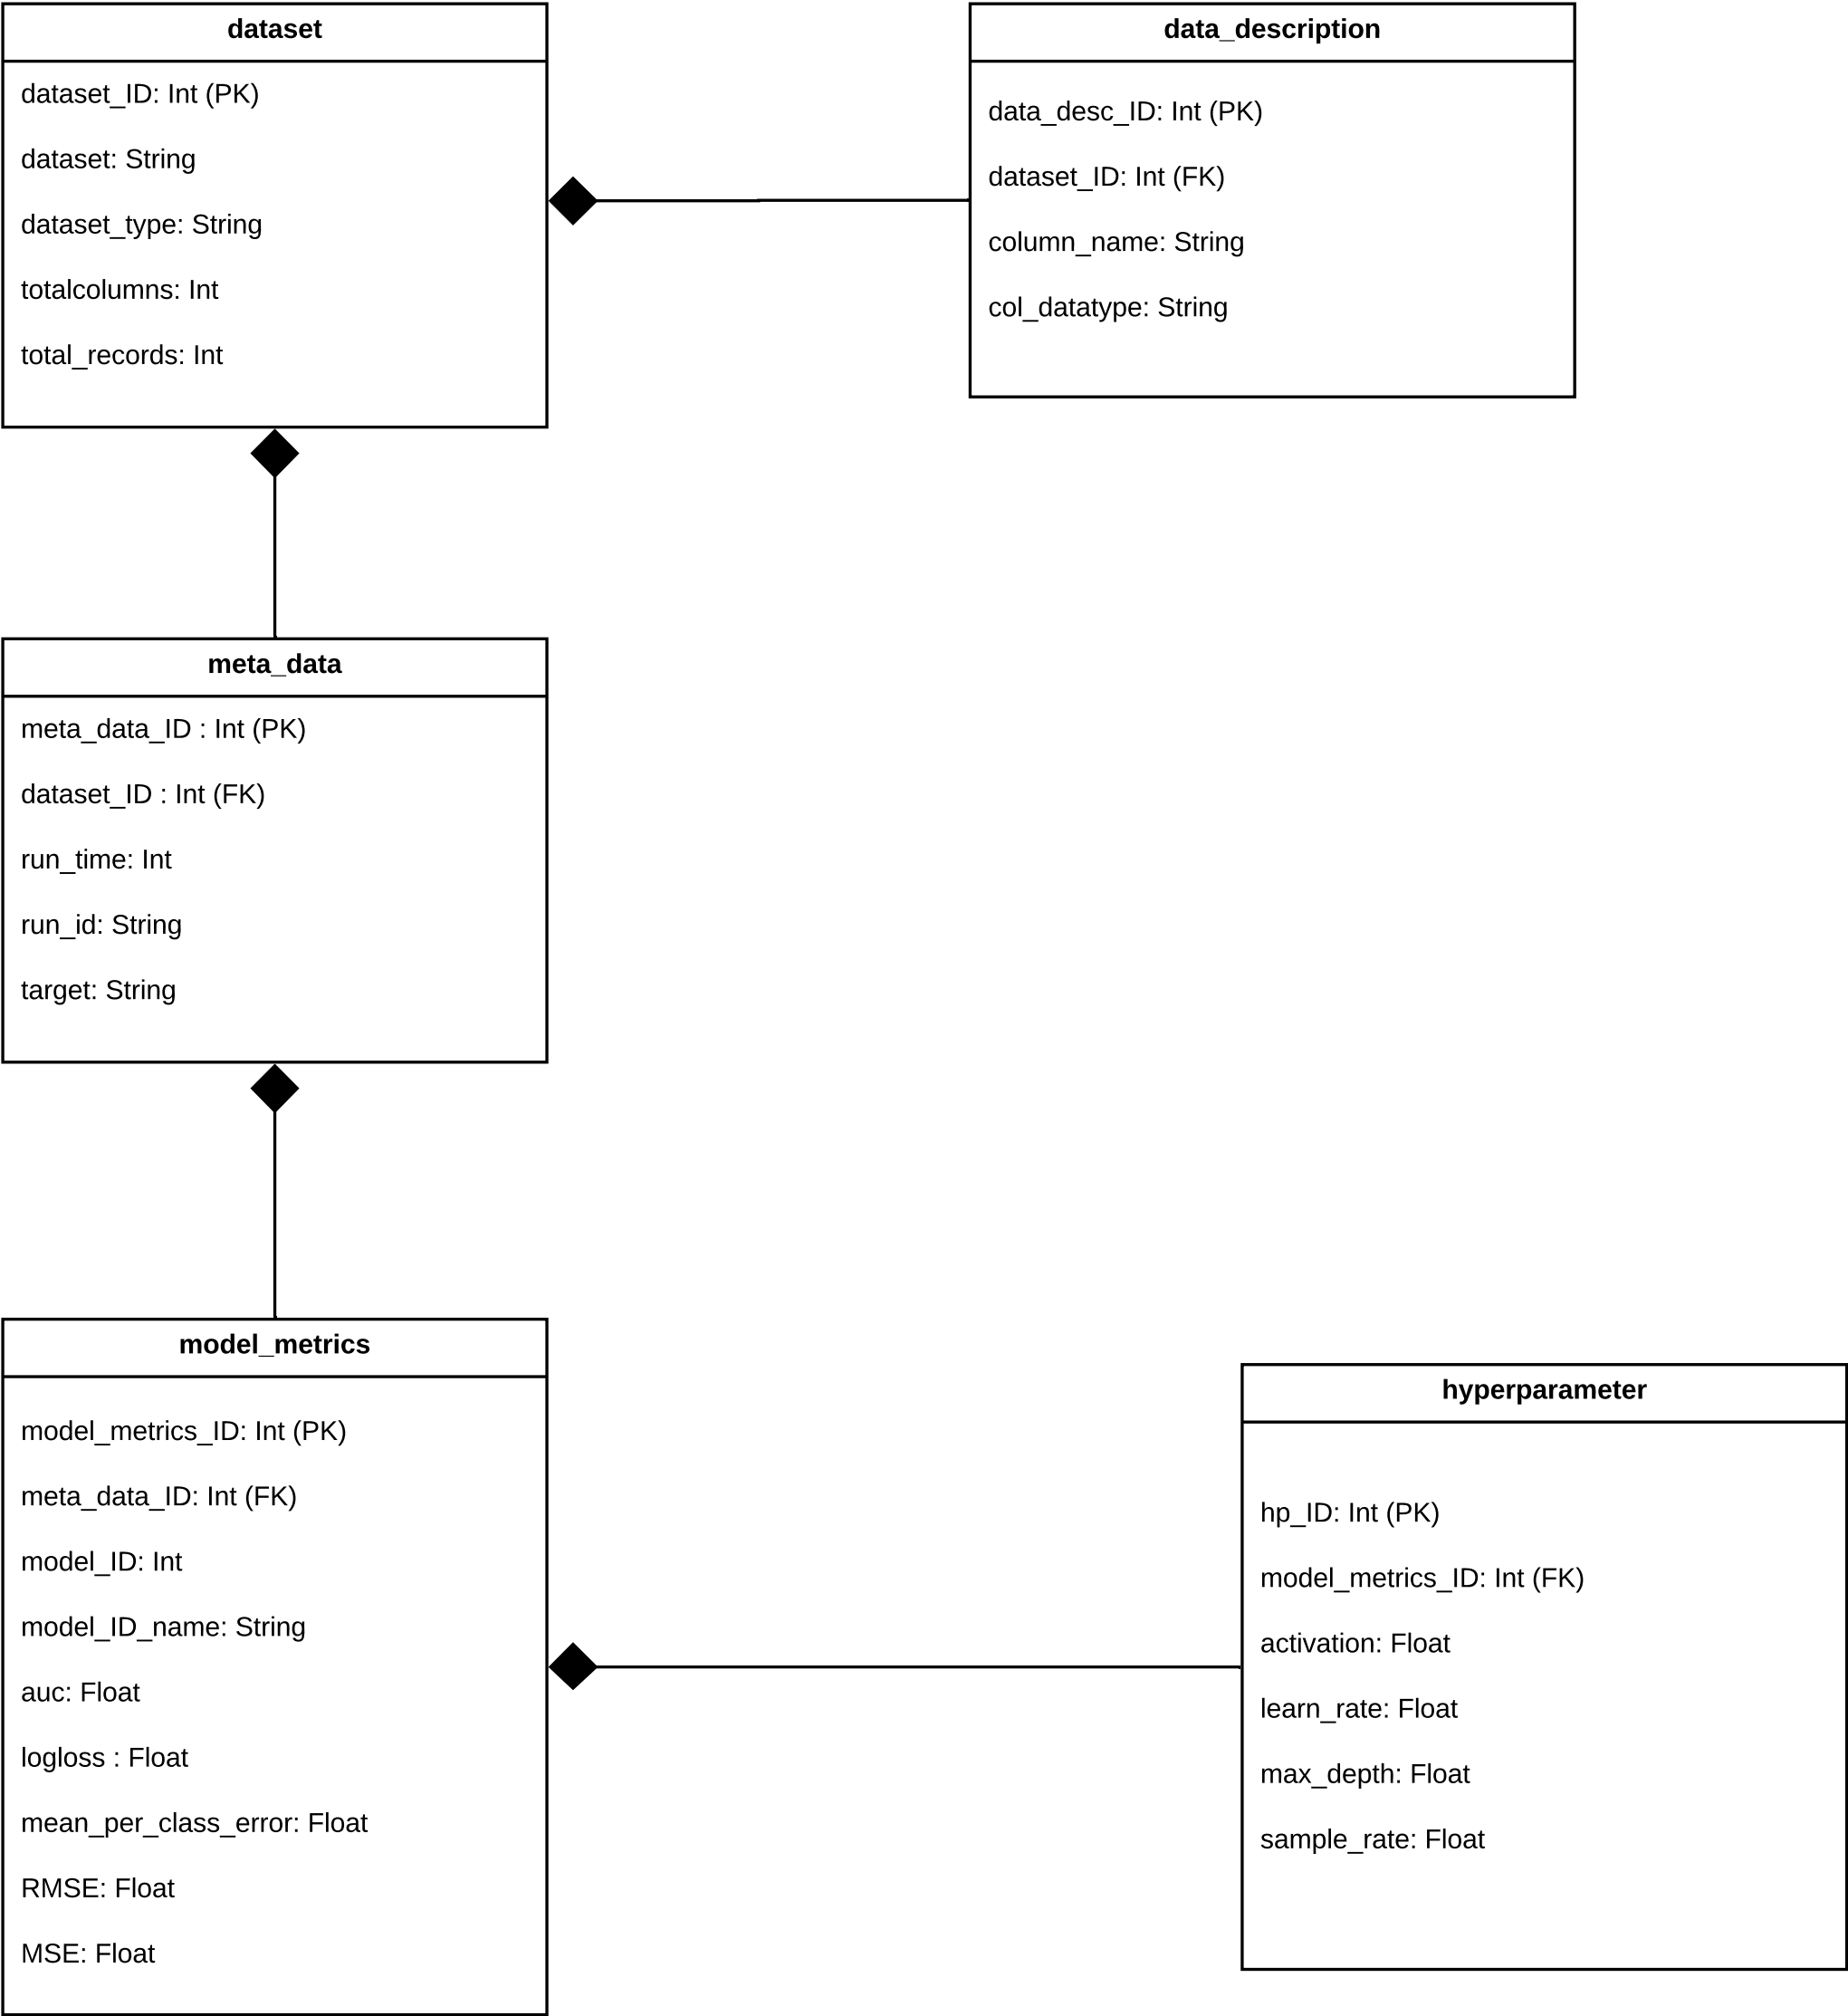 dataset
dataset_ID: Int (PK)
dataset: String
dataset_type: String
totalcolumns: Int
total_records: Int
data_description
data_desc_ID: Int (PK)
dataset_ID: Int (FK)
column_name: String
col_datatype: String
meta_data
meta_data_ID : Int (PK)
dataset_ID : Int (FK)
run_time: Int
run_id: String
target: String
model_metrics
model_metrics_ID: Int (PK)
meta_data_ID: Int (FK)
model_ID: Int
model_ID_name: String
auc: Float
logloss : Float
mean_per_class_error: Float
RMSE: Float
MSE: Float
hyperparameter
hp_ID: Int (PK)
model_metrics_ID: Int (FK)
activation: Float
learn_rate: Float
max_depth: Float
sample_rate: Float